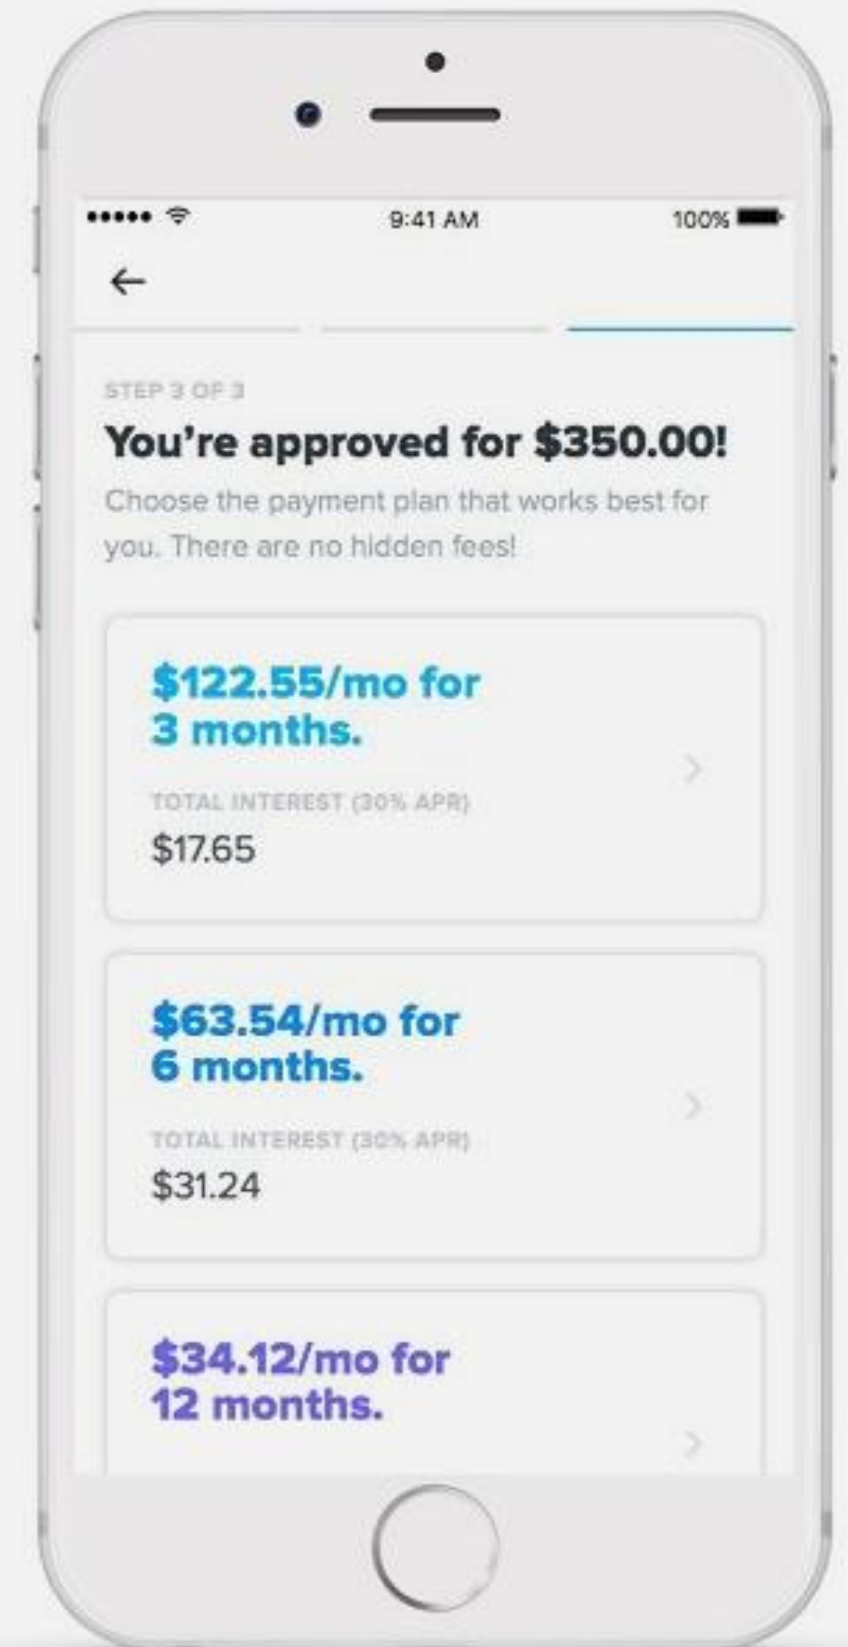 9:41 AM
100%
STEP 3 OF 3
You're approved for $350.00!
Choose the payment plan that works best for
you. There are no hidden fees!
$122.55/mo for
3 months.
TOTAL INTEREST (30% APR)
$17.65
$63.54/mo for
6 months.
TOTAL INTEREST (30% APR)
$31.24
$34.12/mo for
12 months.